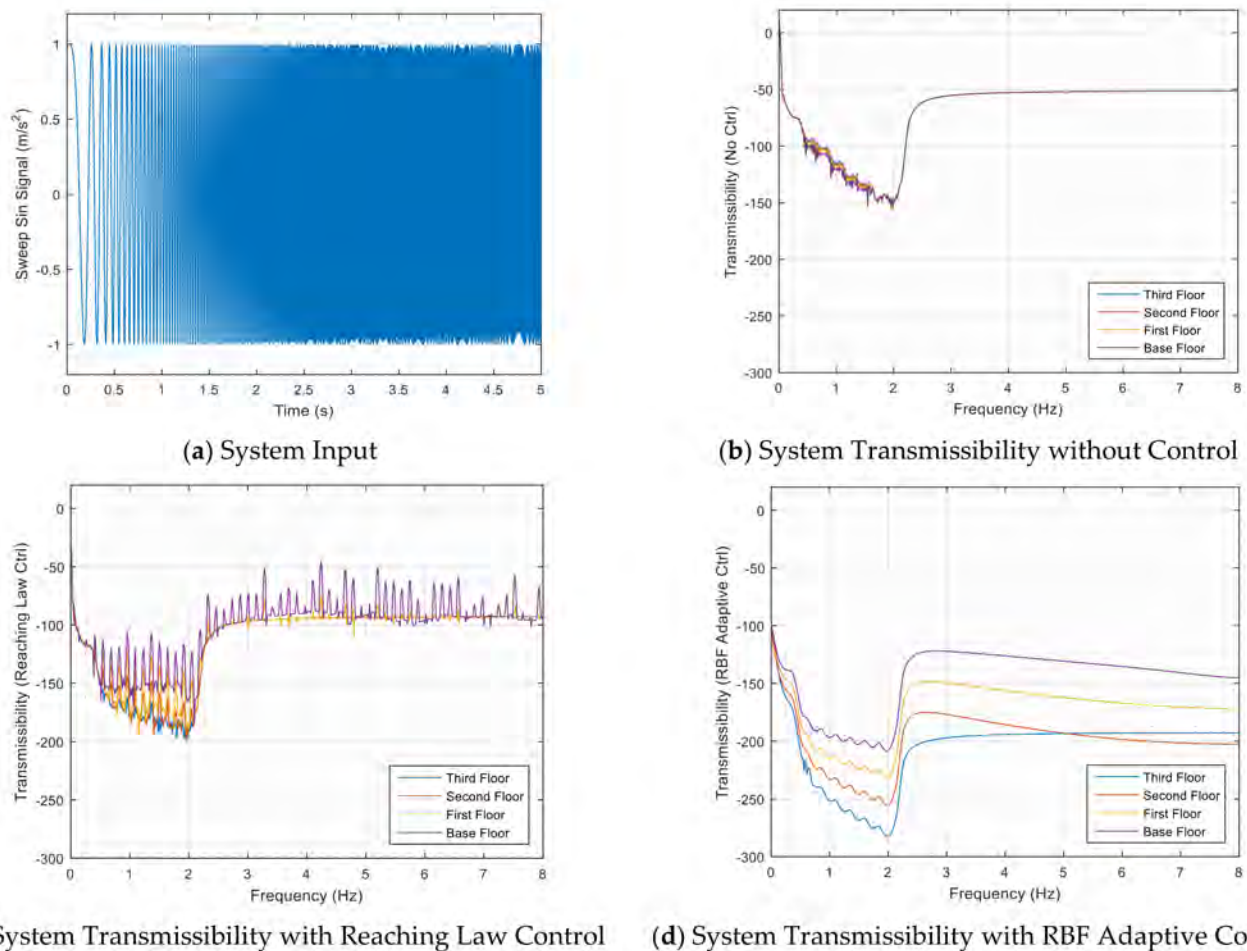 1
0.5
0
-0.5
-1
Sweep Sin Signal (m/s²)
0 0.5 1 1.5 2 2.5 3 3.5 4 4.5 5
Time (s)
(a) System Input
0
-50
-100
-150
-200
-250
-300
Transmissibility (No Ctrl)
Third Floor
Second Floor
First Floor
Base Floor
0 1 2 3 4 5 6 7 8
Frequency (Hz)
(b) System Transmissibility without Control
0
-50
-100
-150
-200
-250
-300
Transmissibility (Reaching Law Ctrl)
Third Floor
Second Floor
First Floor
Base Floor
0 1 2 3 4 5 6 7 8
Frequency (Hz)
System Transmissibility with Reaching Law Control
0
-50
-100
-150
-200
-250
-300
Transmissibility (RBF Adaptive Ctrl)
Third Floor
Second Floor
First Floor
Base Floor
0 1 2 3 4 5 6 7 8
Frequency (Hz)
(d) System Transmissibility with RBF Adaptive Co